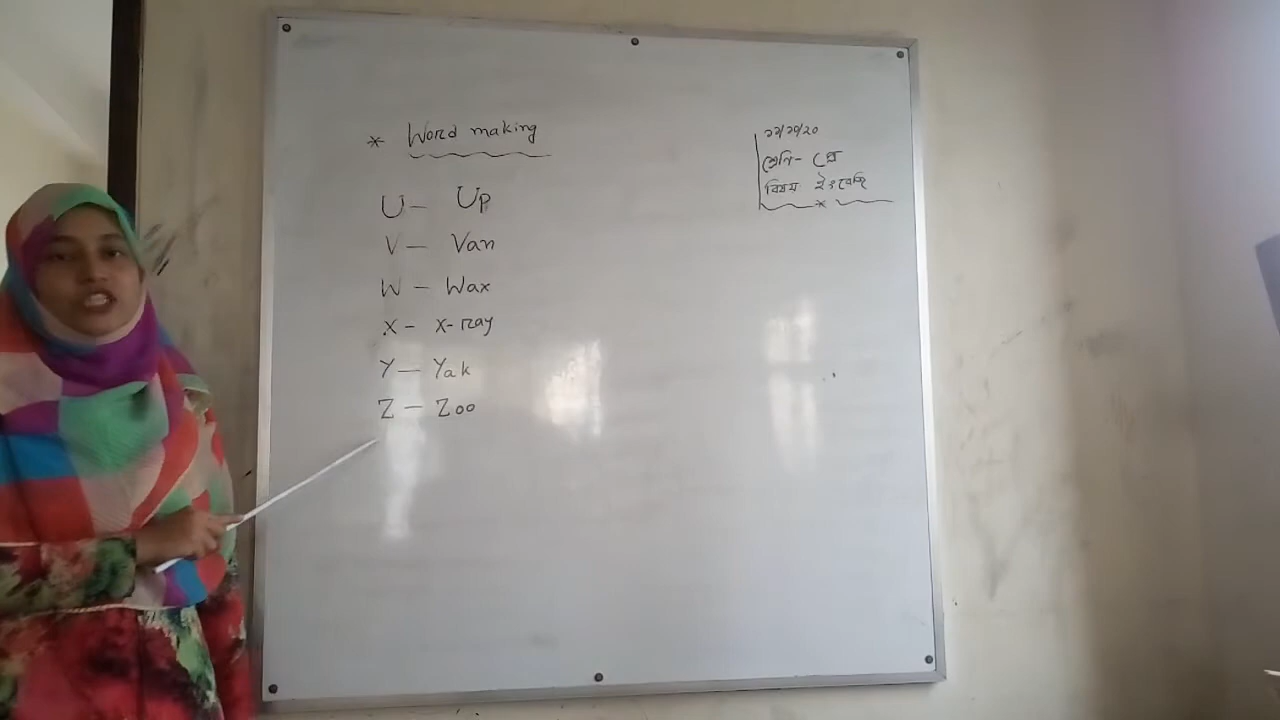 * Word making
U - Up
V - Van
W - Wax
X - X-ray
Y - Yak
Z - Zoo
শ্রেণি - প্লে
বিষয় ইংরেজি
*